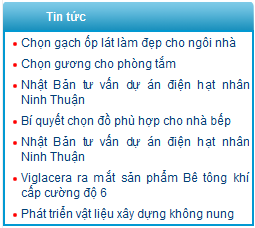 Tin tức
Chọn gạch ốp lát làm đẹp cho ngôi nhà
Chọn gương cho phòng tắm
Nhật Bản tư vấn dự án điện hạt nhân
Ninh Thuận
Bí quyết chọn đồ phù hợp cho nhà bếp
Nhật Bản tư vấn dự án điện hạt nhân
Ninh Thuận
Viglacera ra mắt sản phẩm Bê tông khí
cấp cường độ 6
Phát triển vật liệu xây dựng không nung